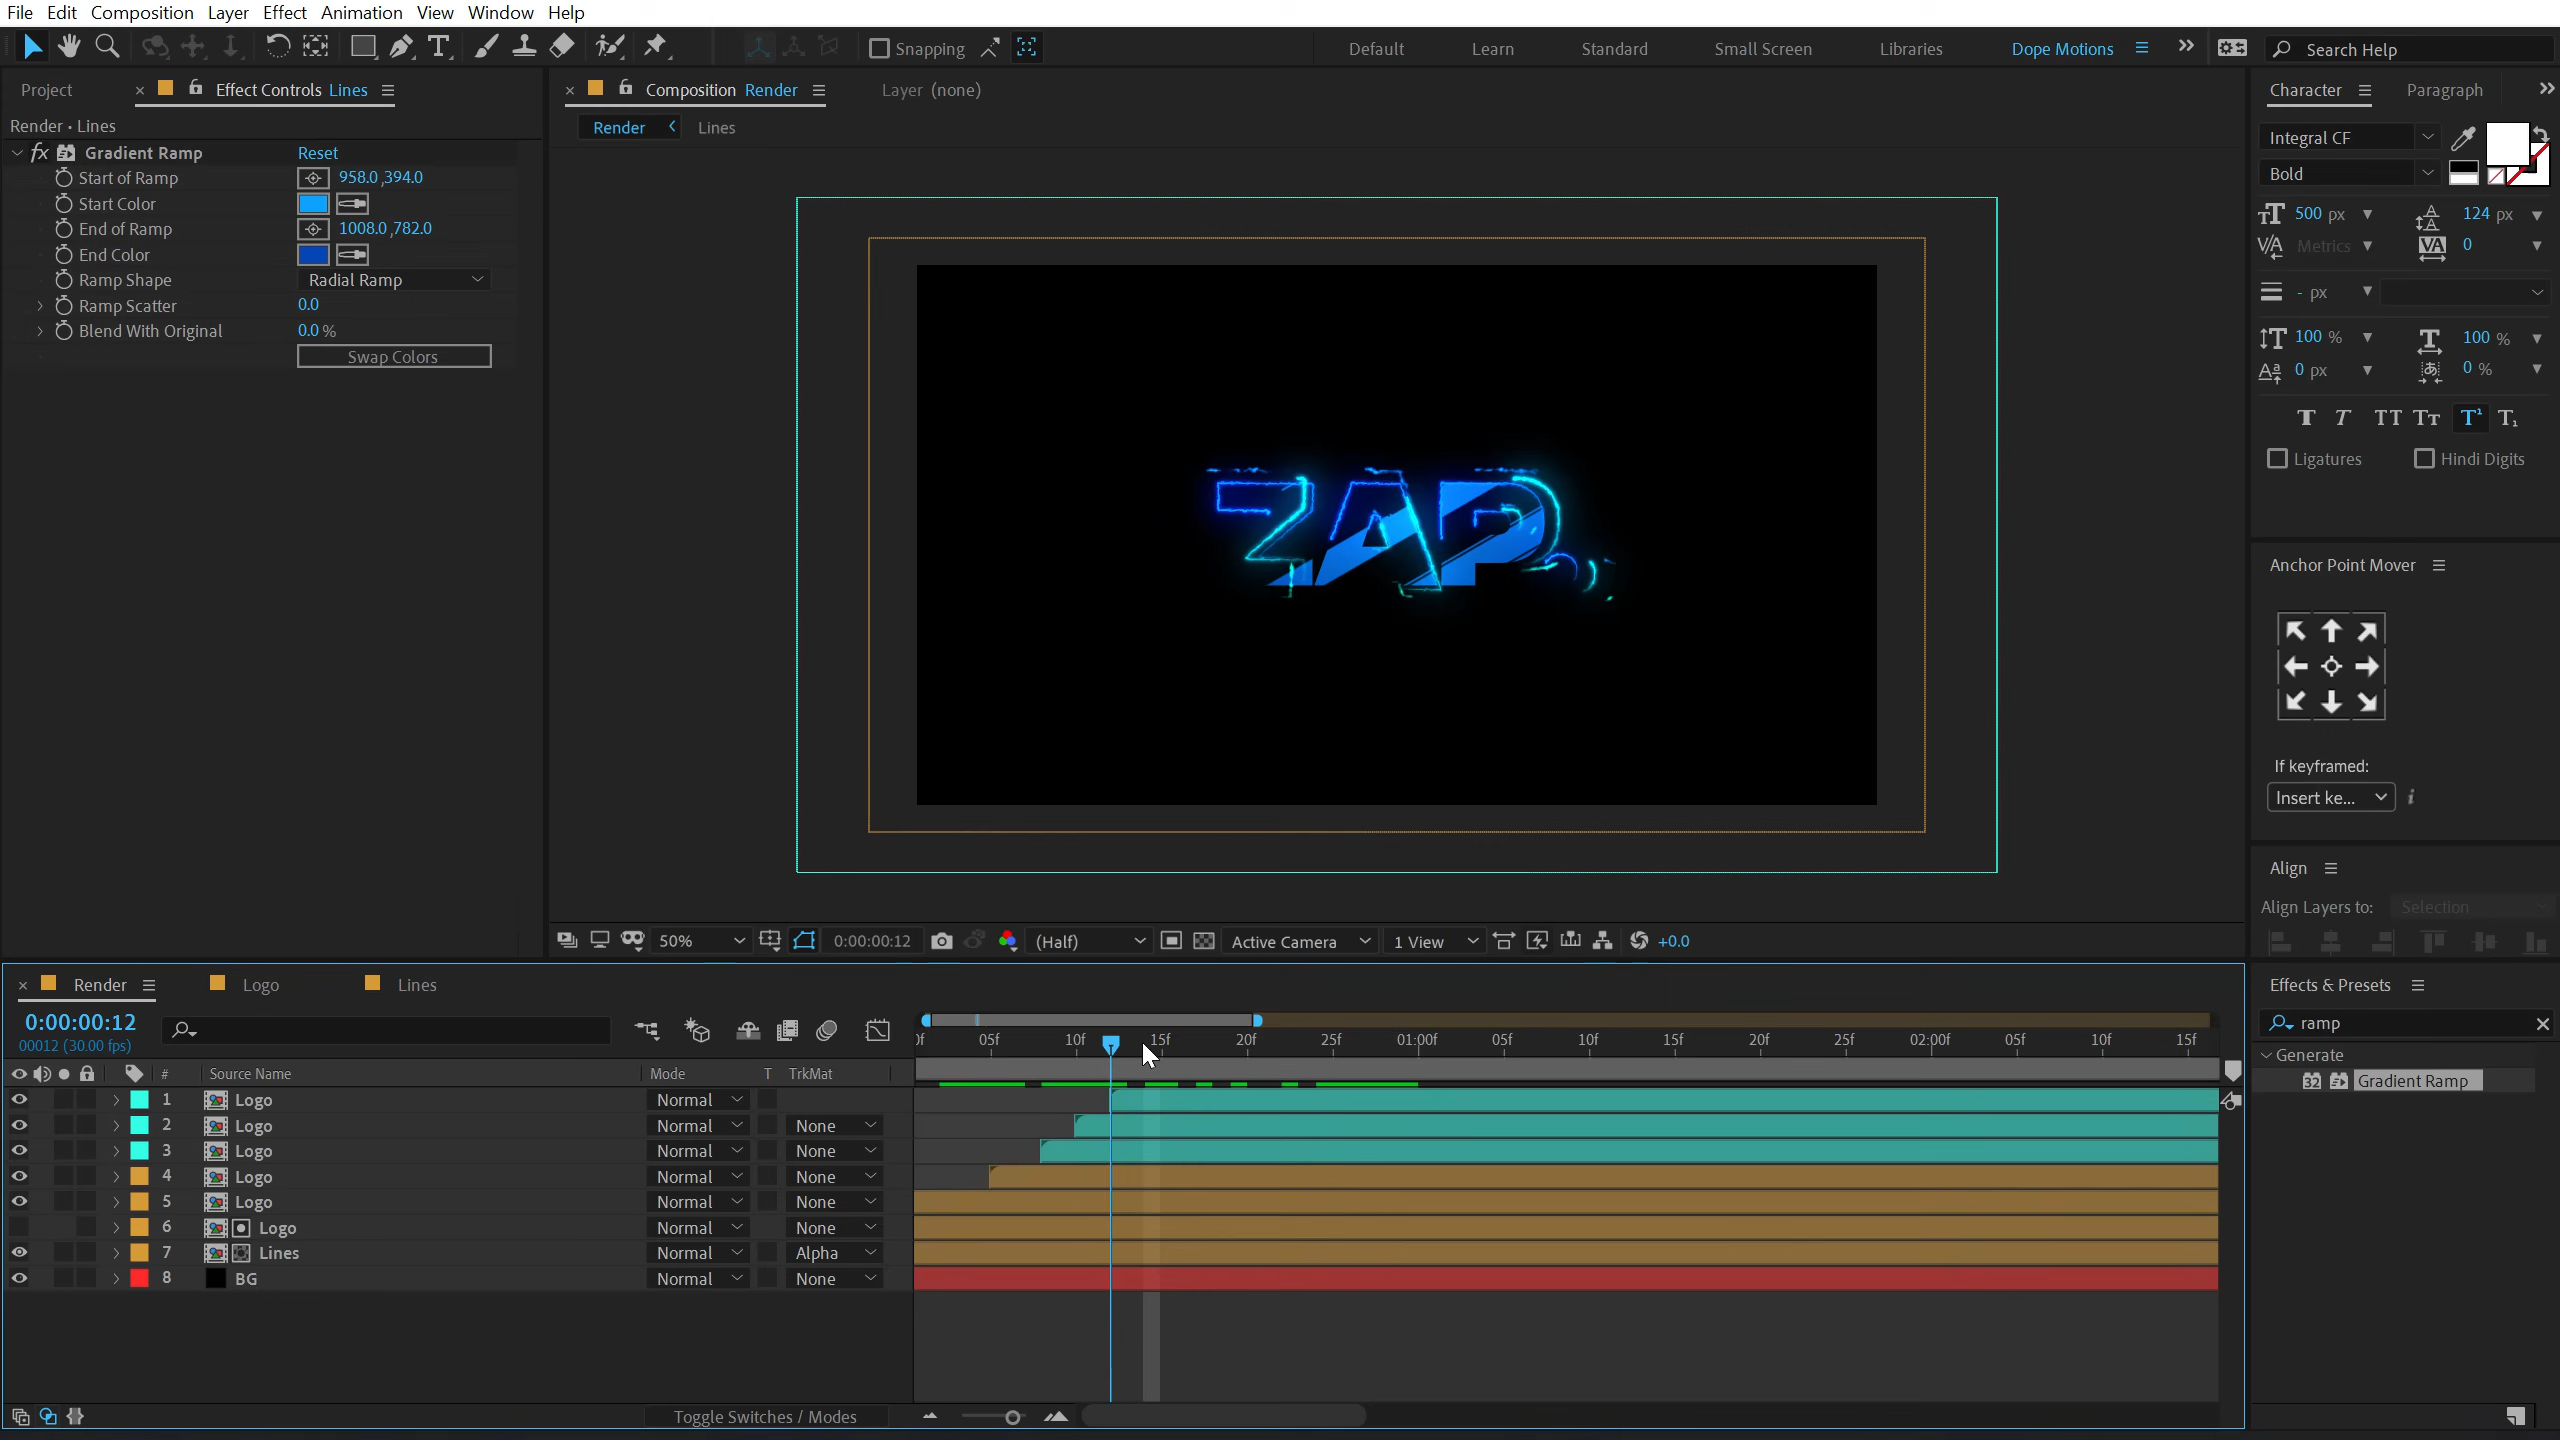 File Edit Composition Layer Effect Animation View Window Help
Snapping
Default Learn Standard Small Screen Libraries Dope Motions
Search Help
Project
Effect Controls Lines
Composition Render
Layer (none)
Character
Paragraph
Render • Lines
Render
Lines
fx Gradient Ramp Reset
Start of Ramp 958.0,394.0
Start Color
End of Ramp 1008.0,782.0
End Color
Ramp Shape Radial Ramp
Ramp Scatter 0.0
Blend With Original 0.0 %
Swap Colors
Integral CF
Bold
500 px
124 px
Metrics
0
- px
100 %
100 %
0 px
0 %
Ligatures
Hindi Digits
ZAP
Anchor Point Mover
If keyframed:
Insert ke...
Align
Align Layers to: Selection
50%
0:00:00:12
(Half)
Active Camera
1 View
+0.0
Render
Logo
Lines
Effects & Presets
0:00:00:12
00012 (30.00 fps)
ramp
Generate
32 Gradient Ramp
0f 05f 10f 15f 20f 25f 01:00f 05f 10f 15f 20f 25f 02:00f 05f 10f 15f
# Source Name Mode T TrkMat
1 Logo Normal
2 Logo Normal None
3 Logo Normal None
4 Logo Normal None
5 Logo Normal None
6 Logo Normal None
7 Lines Normal Alpha
8 BG Normal None
Toggle Switches / Modes